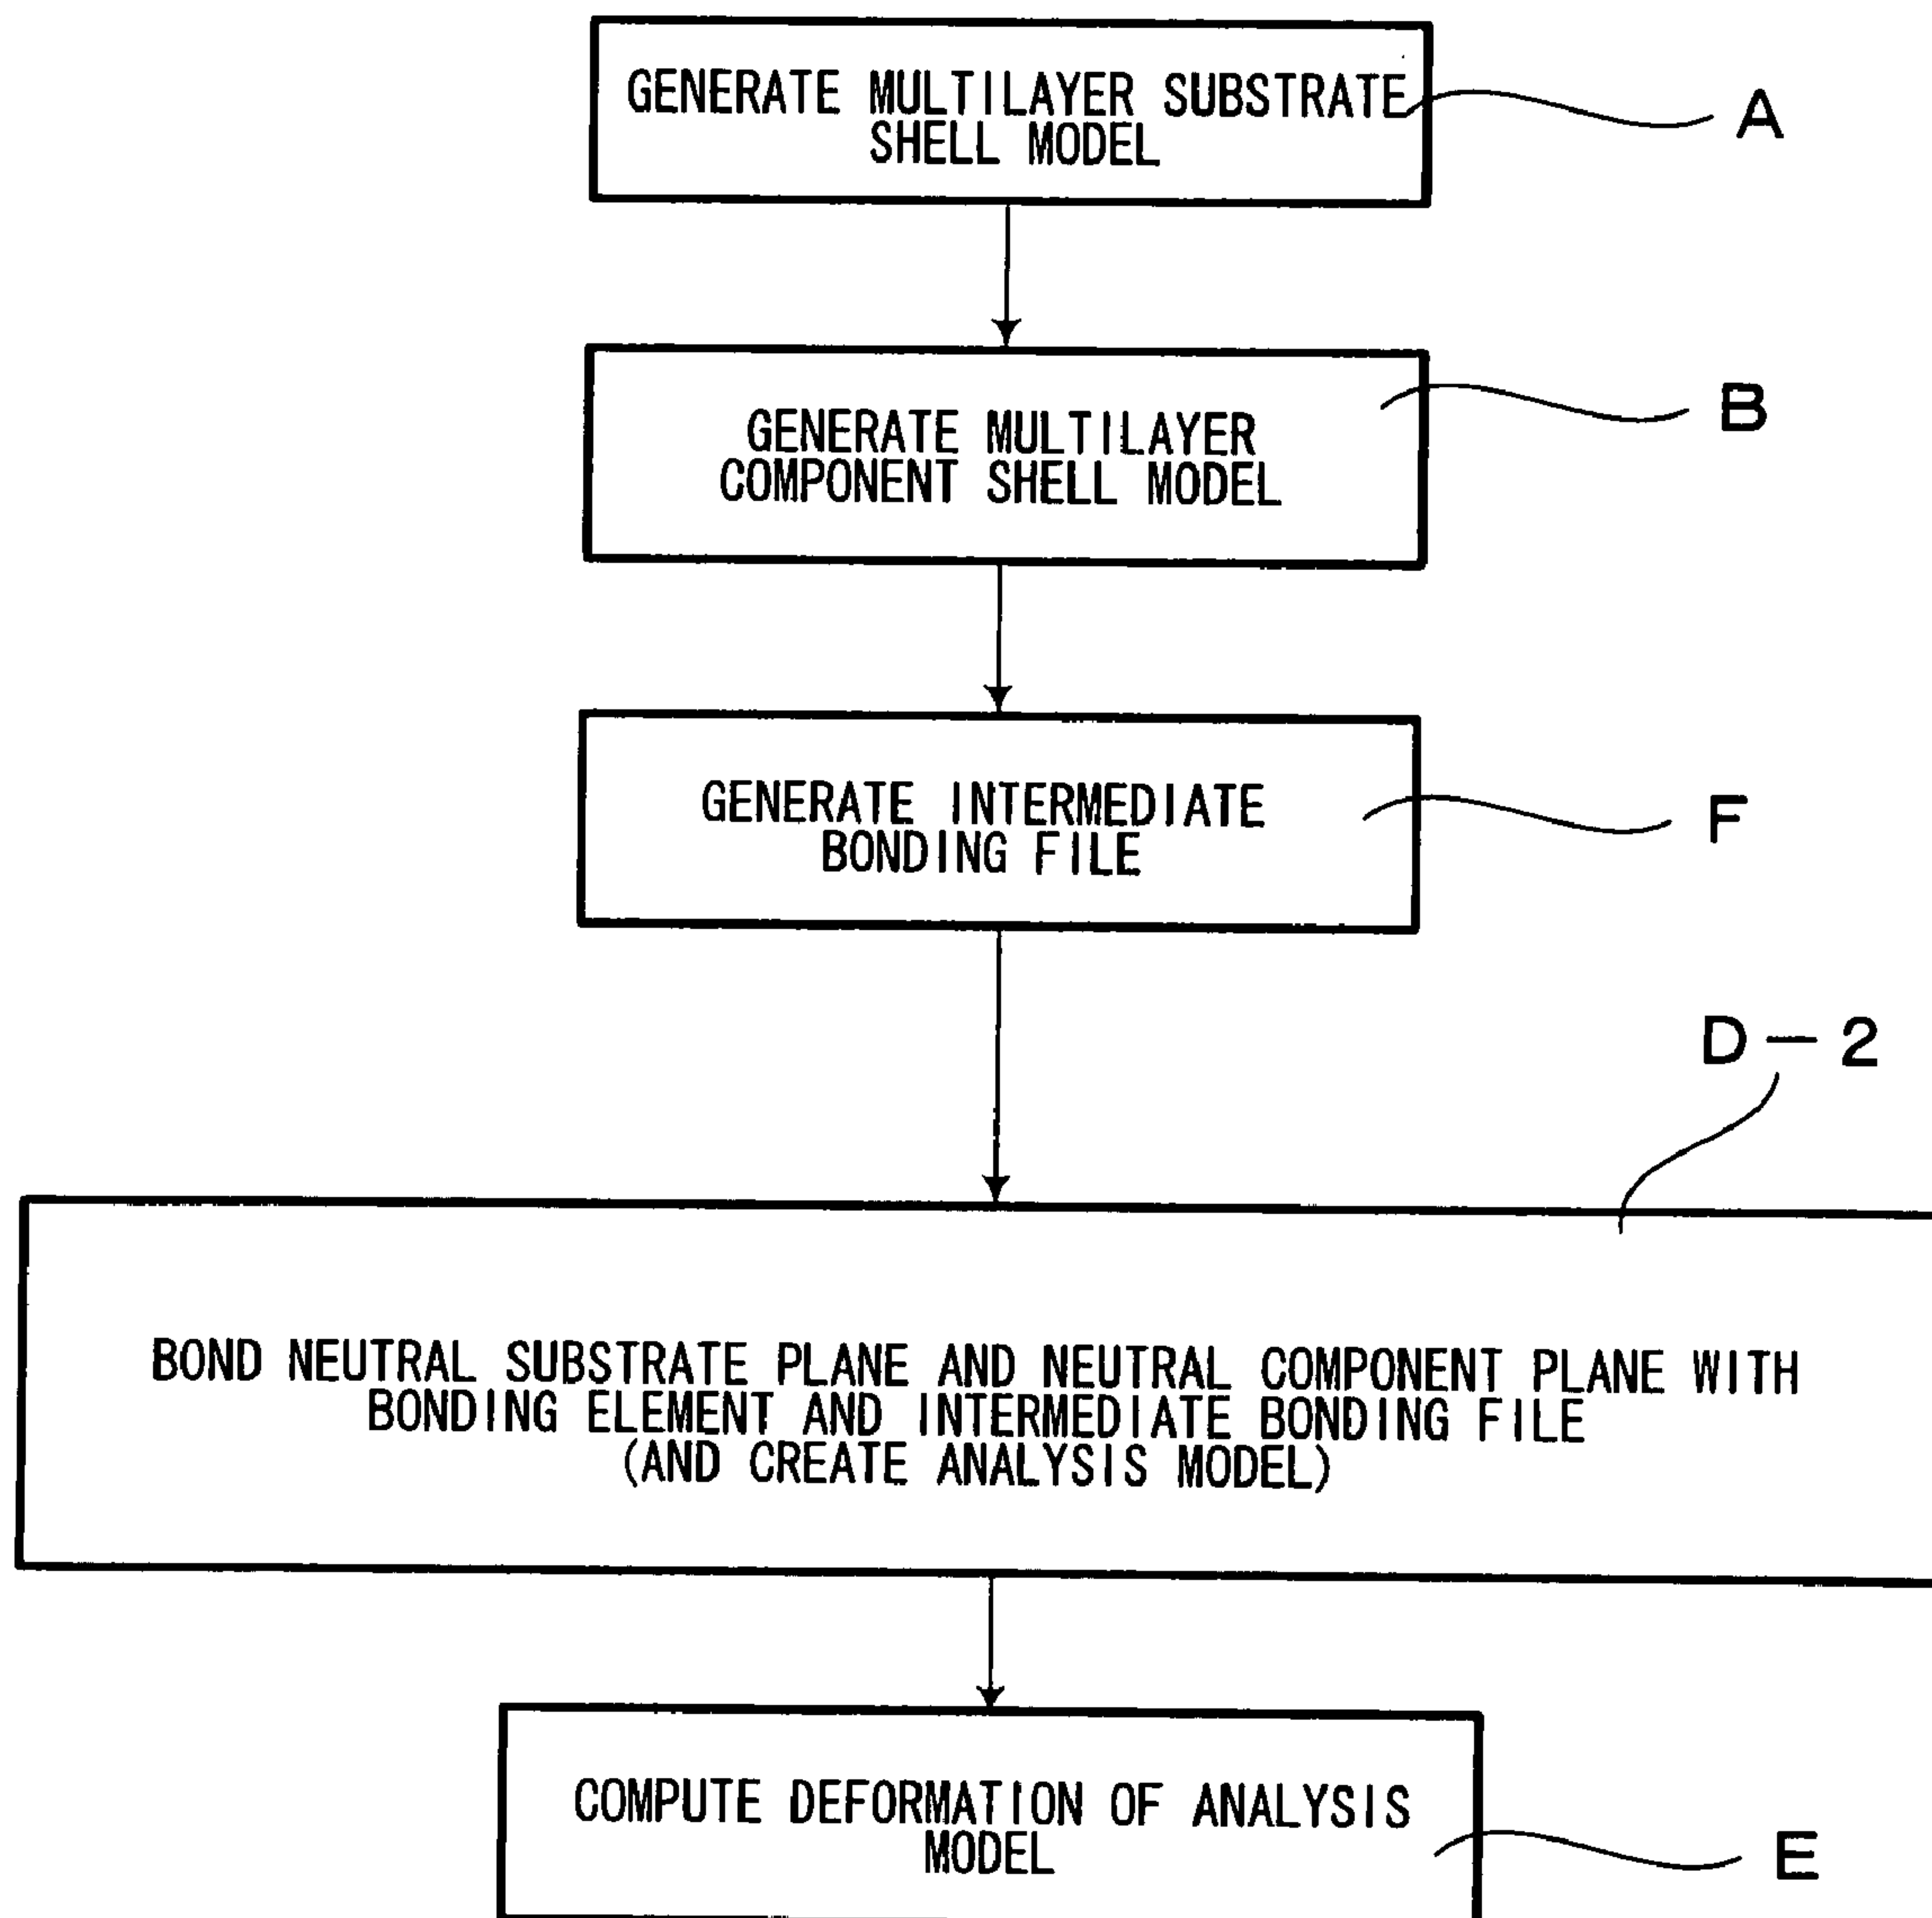 GENERATE MULTILAYER SUBSTRATE
SHELL MODEL
A
GENERATE MULTILAYER
COMPONENT SHELL MODEL
B
GENERATE INTERMEDIATE
BONDING FILE
F
D-2
BOND NEUTRAL SUBSTRATE PLANE AND NEUTRAL COMPONENT PLANE WITH
BONDING ELEMENT AND INTERMEDIATE BONDING FILE
(AND CREATE ANALYSIS MODEL)
COMPUTE DEFORMATION OF ANALYSIS
MODEL
E